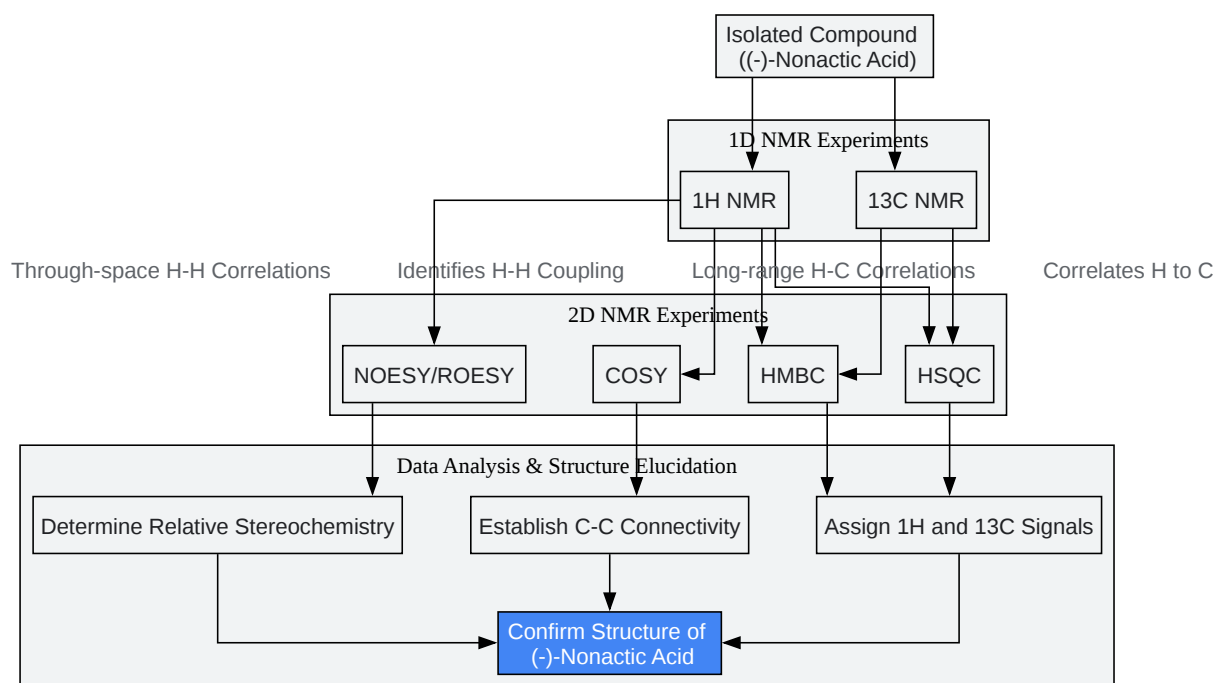 Isolated Compound
((-)-Nonactic Acid)
1D NMR Experiments
1H NMR
13C NMR
Through-space H-H Correlations
Identifies H-H Coupling
Long-range H-C Correlations
Correlates H to C
2D NMR Experiments
NOESY/ROESY
COSY
HMBC
HSQC
Data Analysis & Structure Elucidation
Determine Relative Stereochemistry
Establish C-C Connectivity
Assign 1H and 13C Signals
Confirm Structure of
(-)-Nonactic Acid